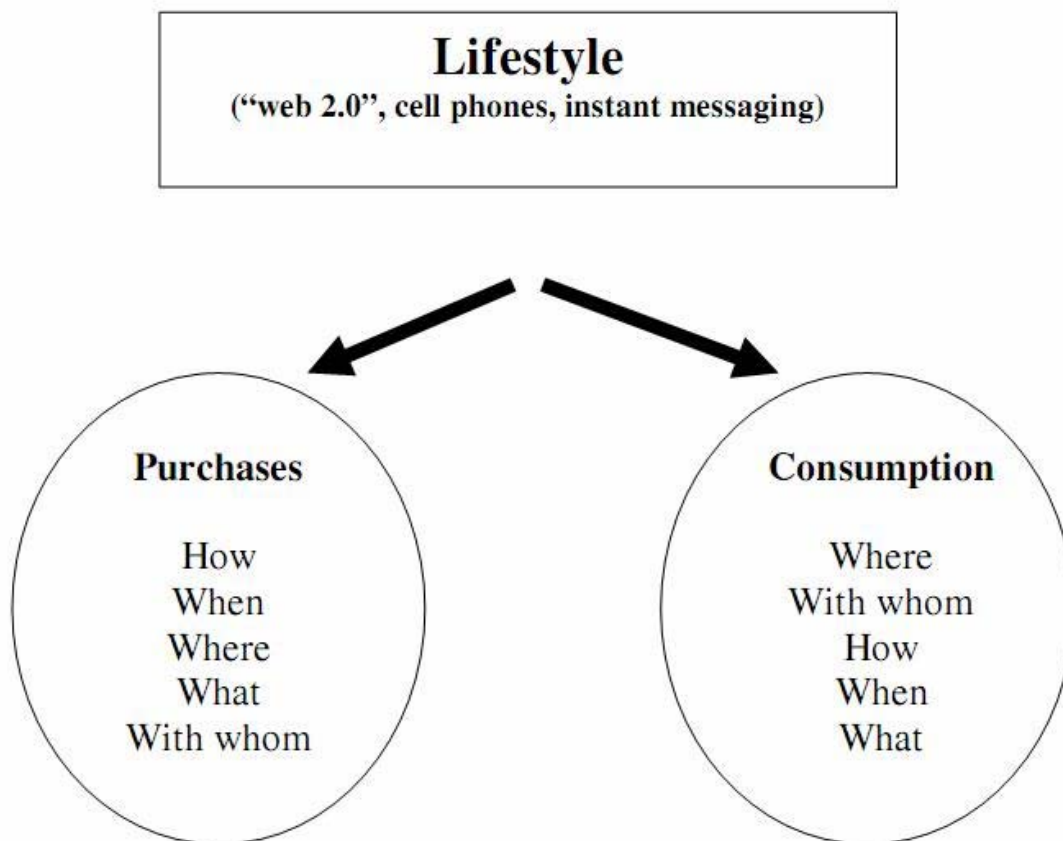 Lifestyle
(“web 2.0”, cell phones, instant messaging)
Purchases
How
When
Where
What
With whom
Consumption
Where
With whom
How
When
What